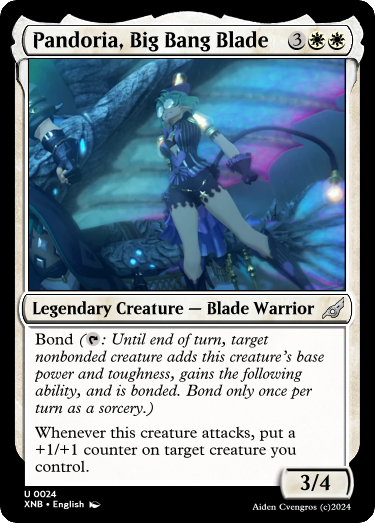 Pandoria, Big Bang Blade 3
Legendary Creature — Blade Warrior
Bond (: Until end of turn, target
nonbonded creature adds this creature's base
power and toughness, gains the following
ability, and is bonded. Bond only once per
turn as a sorcery.)
Whenever this creature attacks, put a
+1/+1 counter on target creature you
control.
3/4
U 0024
XNB • English
Aiden Cvengros (c)2024